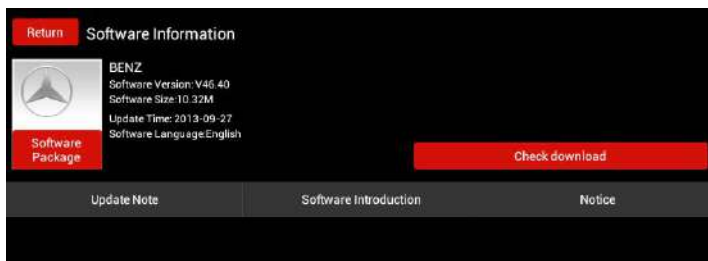 Return Software Information
BENZ
Software Version: V46.40
Software Size:10.32M
Update Time: 2013-09-27
Software Language:English
Software
Package
Check download
Update Note Software Introduction Notice